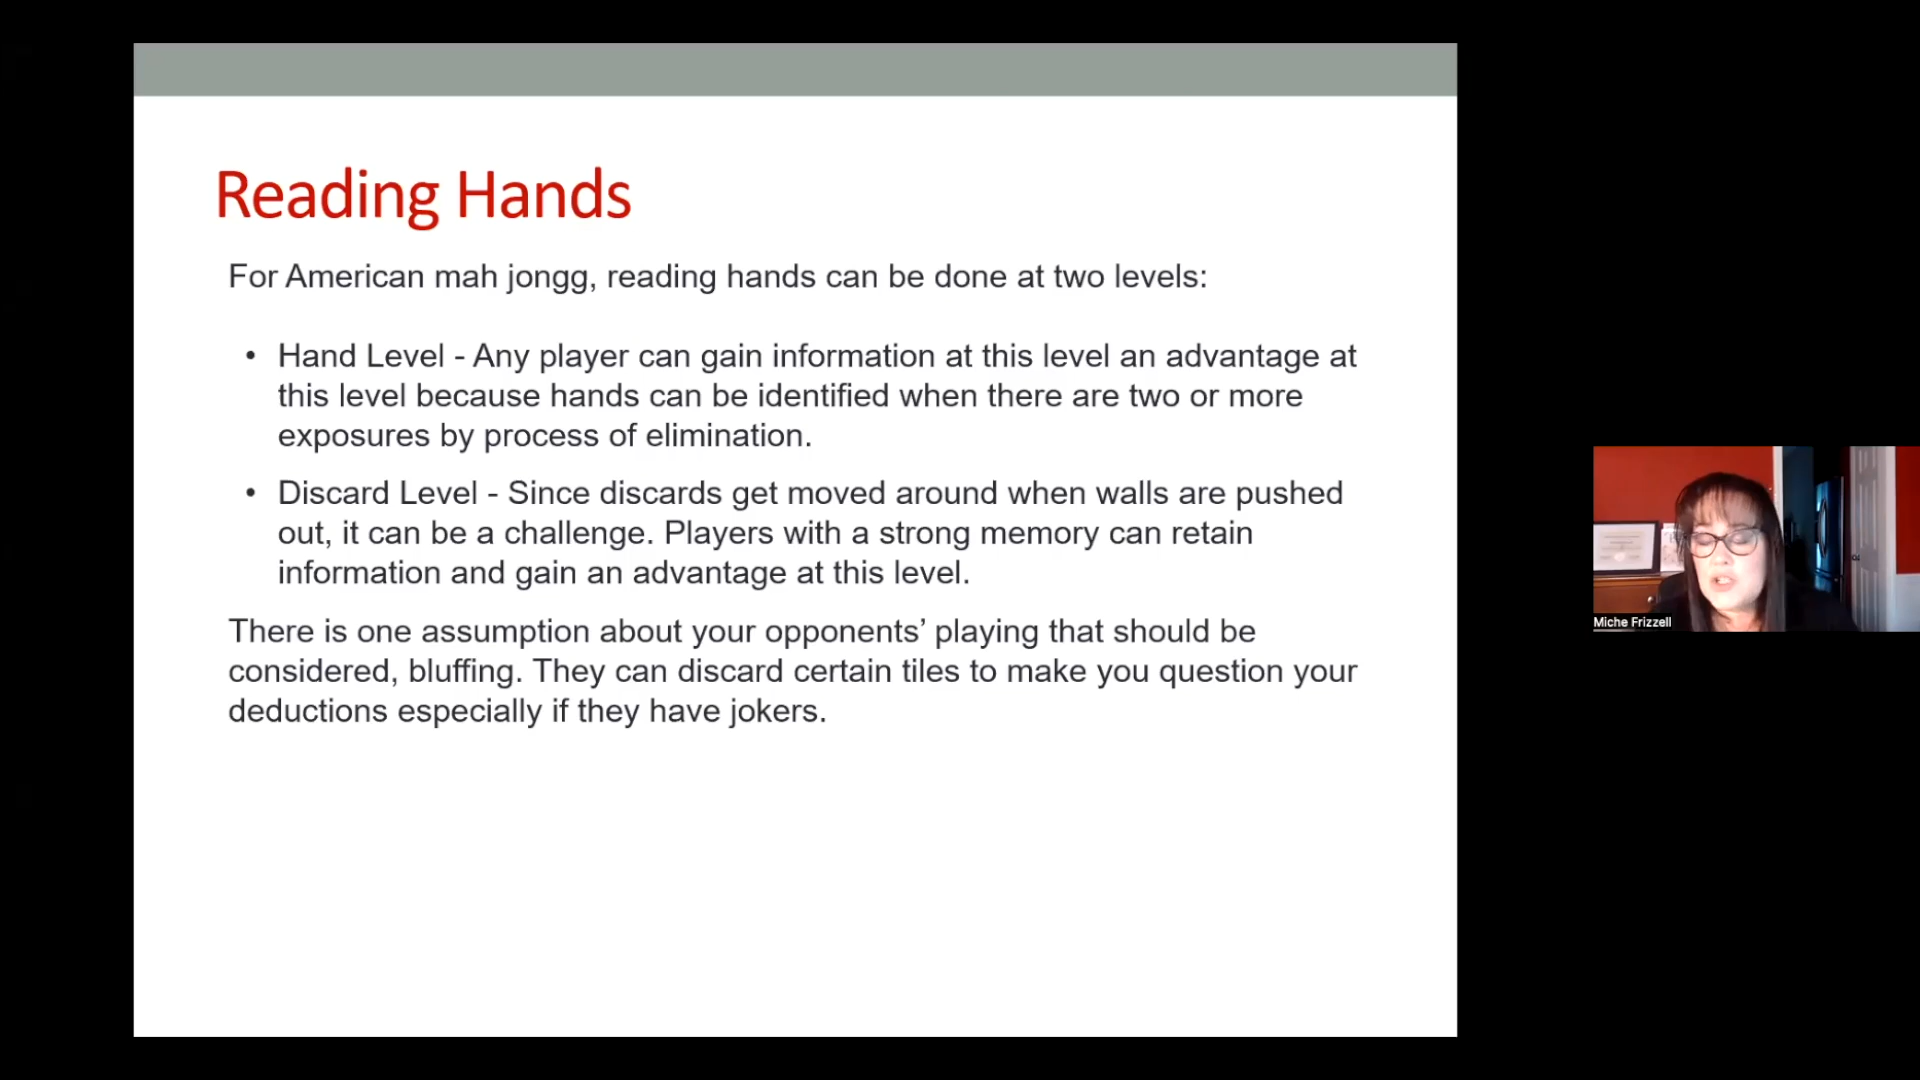 Reading Hands
For American mah jongg, reading hands can be done at two levels:
• Hand Level - Any player can gain information at this level an advantage at
this level because hands can be identified when there are two or more
exposures by process of elimination.
• Discard Level - Since discards get moved around when walls are pushed
out, it can be a challenge. Players with a strong memory can retain
information and gain an advantage at this level.
There is one assumption about your opponents’ playing that should be
considered, bluffing. They can discard certain tiles to make you question your
deductions especially if they have jokers.
Miche Frizzell